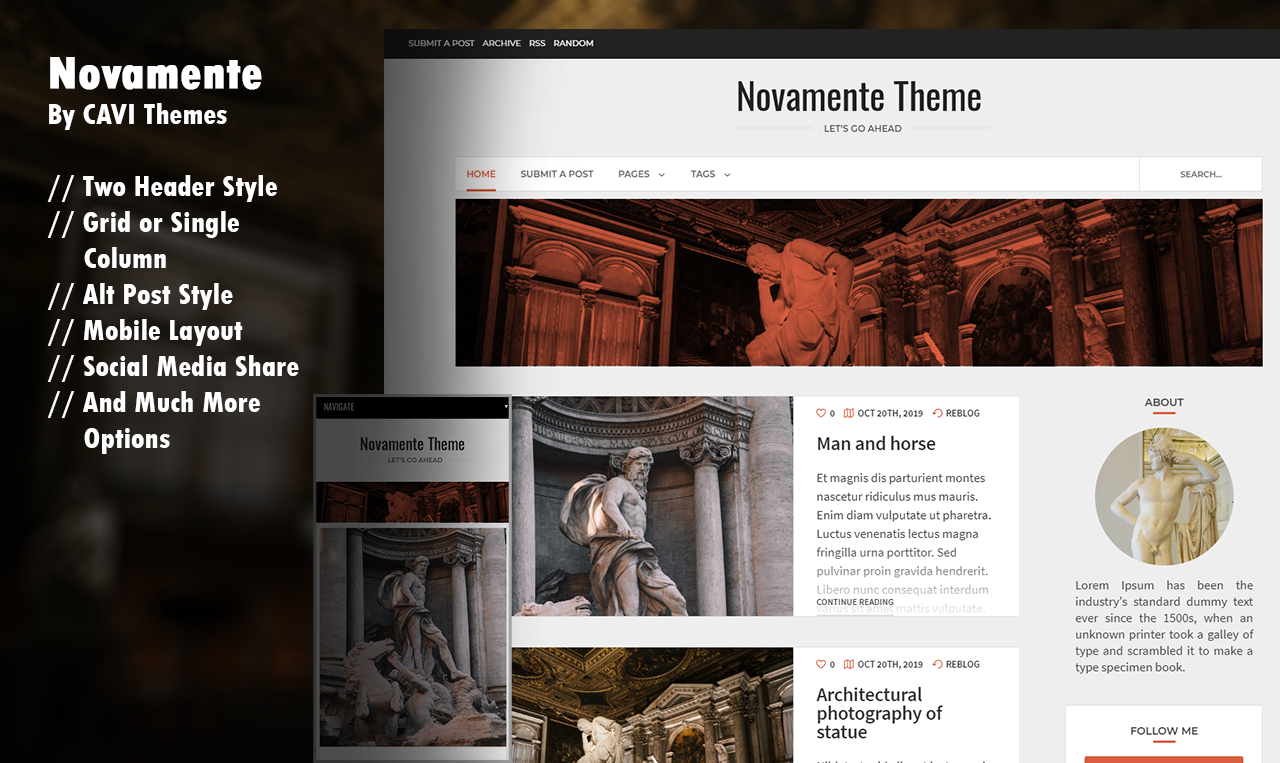 Novamente
By CAVI Themes
// Two Header Style
// Grid or Single
Column
// Alt Post Style
// Mobile Layout
// Social Media Share
// And Much More
Options
SUBMIT A POST ARCHIVE RSS RANDOM
Novamente Theme
LET'S GO AHEAD
HOME SUBMIT A POST PAGES TAGS SEARCH...
NAVIGATE
Novamente Theme
LET'S GO AHEAD
0 OCT 20TH, 2019 REBLOG
Man and horse
Et magnis dis parturient montes
nascetur ridiculus mus mauris.
Enim diam vulputate ut pharetra.
Luctus venenatis lectus magna
fringilla urna porttitor. Sed
pulvinar proin gravida hendrerit.
Libero nunc consequat interdum
varius sit amet mattis vulputate.
CONTINUE READING
0 OCT 20TH, 2019 REBLOG
Architectural
photography of
statue
ABOUT
Lorem Ipsum has been the
industry's standard dummy text
ever since the 1500s, when an
unknown printer took a galley of
type and scrambled it to make a
type specimen book.
FOLLOW ME